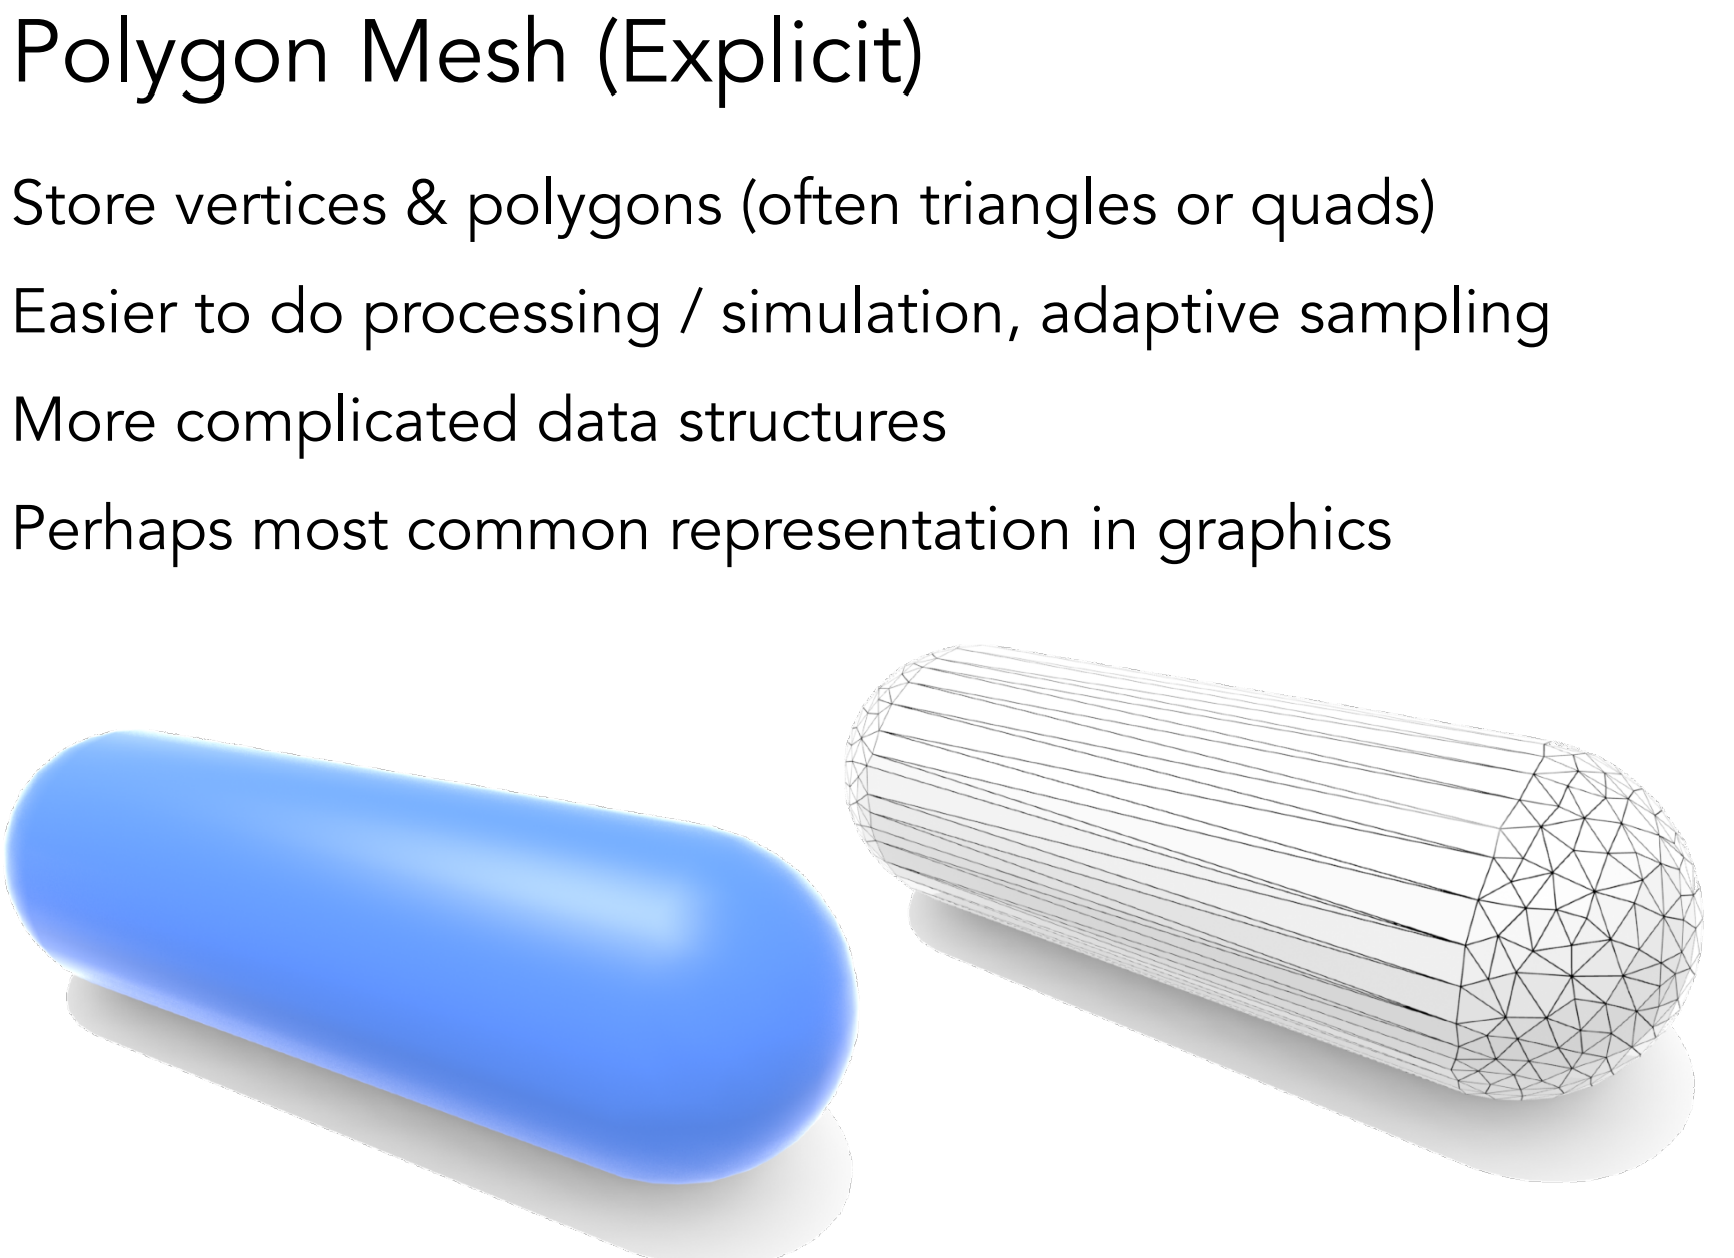 Polygon Mesh (Explicit)
Store vertices & polygons (often triangles or quads)
Easier to do processing / simulation, adaptive sampling
More complicated data structures
Perhaps most common representation in graphics